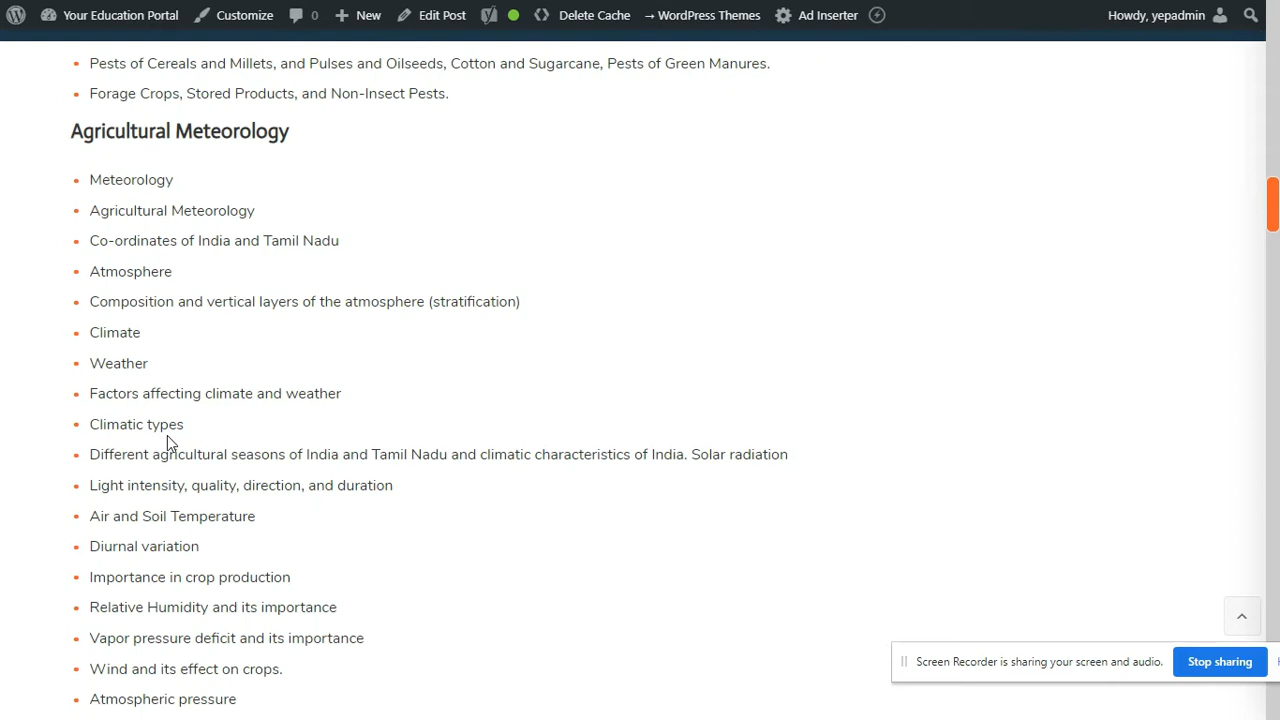 Your Education Portal Customize 0 New Edit Post Delete Cache → WordPress Themes Ad Inserter Howdy, yepadmin
Pests of Cereals and Millets, and Pulses and Oilseeds, Cotton and Sugarcane, Pests of Green Manures.
Forage Crops, Stored Products, and Non-Insect Pests.
Agricultural Meteorology
Meteorology
Agricultural Meteorology
Co-ordinates of India and Tamil Nadu
Atmosphere
Composition and vertical layers of the atmosphere (stratification)
Climate
Weather
Factors affecting climate and weather
Climatic types
Different agricultural seasons of India and Tamil Nadu and climatic characteristics of India. Solar radiation
Light intensity, quality, direction, and duration
Air and Soil Temperature
Diurnal variation
Importance in crop production
Relative Humidity and its importance
Vapor pressure deficit and its importance
Wind and its effect on crops.
Screen Recorder is sharing your screen and audio. Stop sharing
Atmospheric pressure